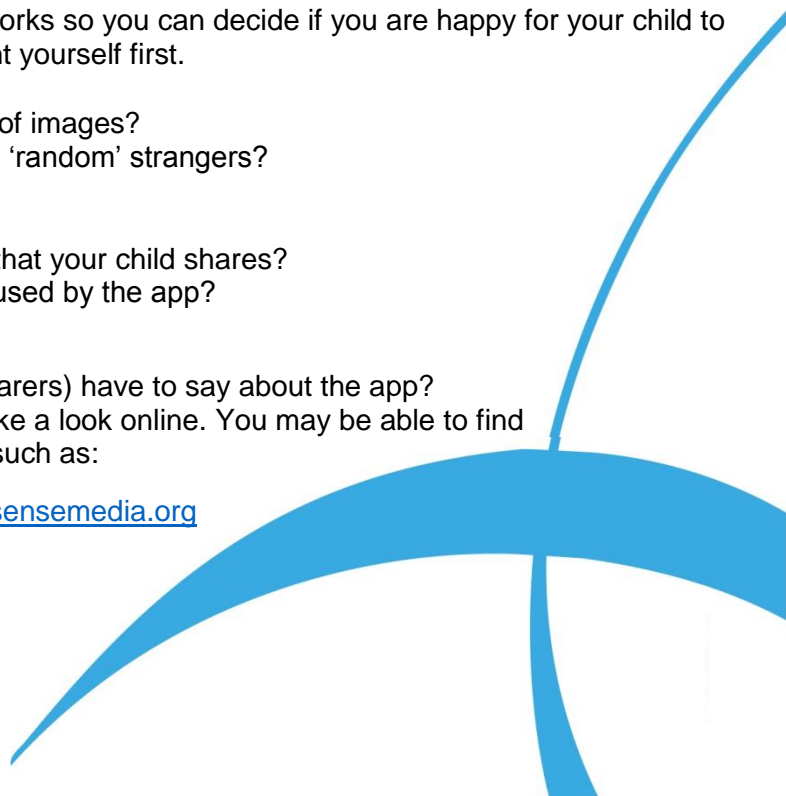 orks so you can decide if you are happy for your child to
t yourself first.
of images?
‘random’ strangers?
hat your child shares?
used by the app?
arers) have to say about the app?
ke a look online. You may be able to find
such as:
sensemedia.org